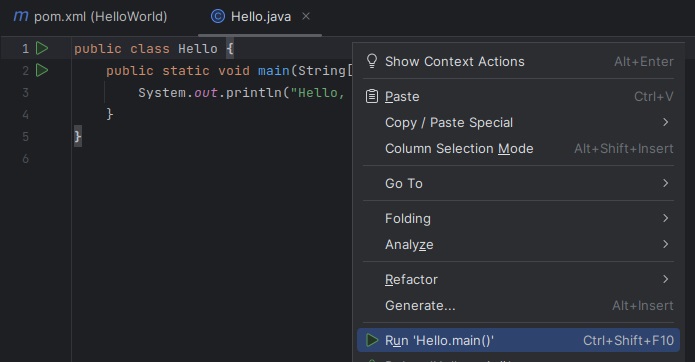 m pom.xml (HelloWorld)
Hello.java
1 public class Hello {
2 public static void main(String[
3 System.out.println("Hello,
4 }
5 }
6
Show Context Actions Alt+Enter
Paste Ctrl+V
Copy / Paste Special
Column Selection Mode Alt+Shift+Insert
Go To
Folding
Analyze
Refactor
Generate... Alt+Insert
Run 'Hello.main()' Ctrl+Shift+F10